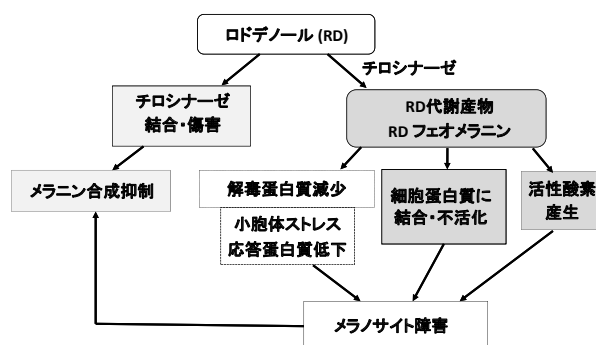 ロドデノール (RD)
チロシナーゼ
チロシナーゼ
結合・傷害
RD代謝産物
RD フェオメラニン
メラニン合成抑制
解毒蛋白質減少
小胞体ストレス
応答蛋白質低下
細胞蛋白質に
結合・不活化
活性酸素
産生
メラノサイト障害